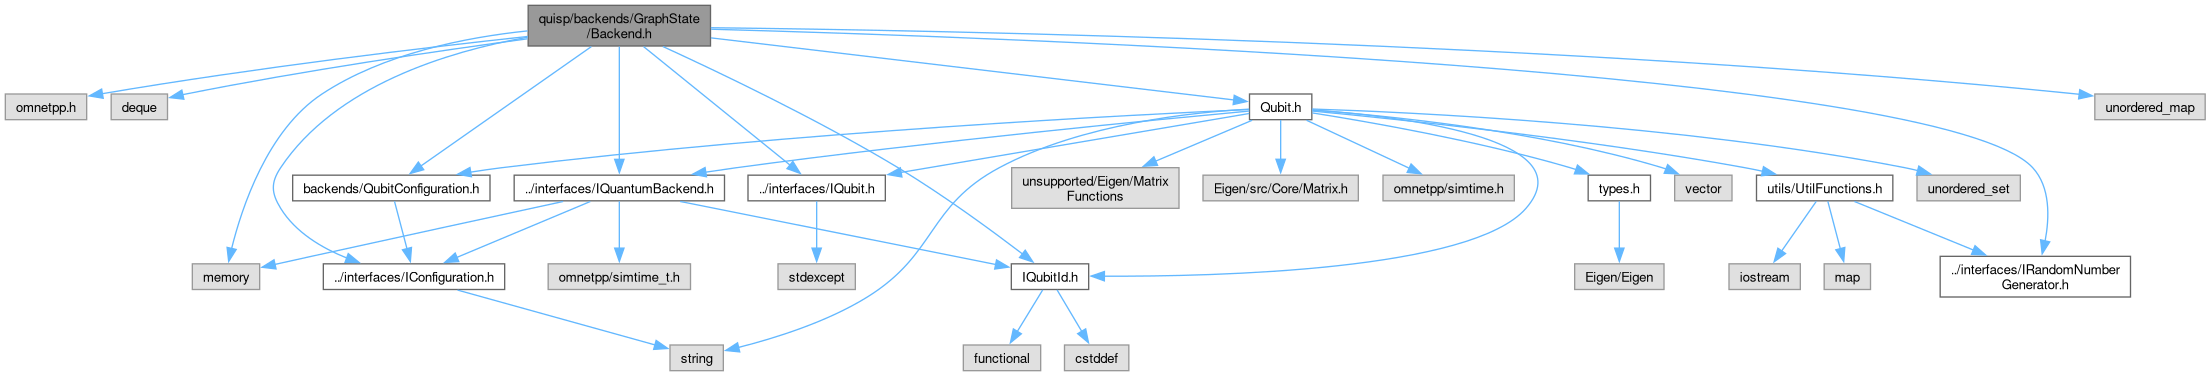 quisp/backends/GraphState
/Backend.h
omnetpp.h
deque
Qubit.h
unordered_map
backends/QubitConfiguration.h
../interfaces/IQuantumBackend.h
../interfaces/IQubit.h
unsupported/Eigen/Matrix
Functions
Eigen/src/Core/Matrix.h
omnetpp/simtime.h
types.h
vector
utils/UtilFunctions.h
unordered_set
memory
../interfaces/IConfiguration.h
omnetpp/simtime_t.h
stdexcept
IQubitId.h
Eigen/Eigen
iostream
map
../interfaces/IRandomNumber
Generator.h
string
functional
cstddef